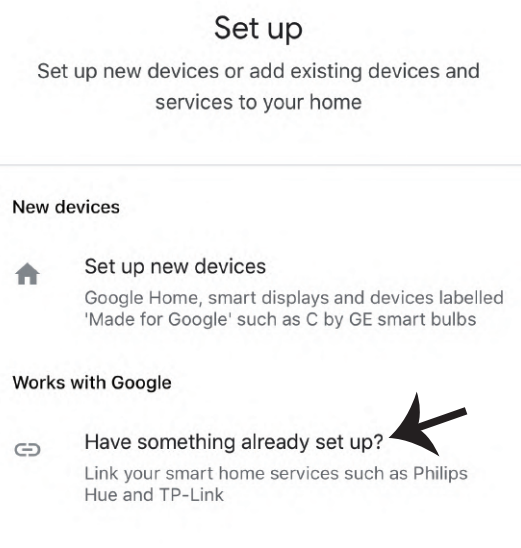 Set up
Set up new devices or add existing devices and
services to your home
New devices
Set up new devices
Google Home, smart displays and devices labelled
'Made for Google' such as C by GE smart bulbs
Works with Google
Have something already set up?
Link your smart home services such as Philips
Hue and TP-Link